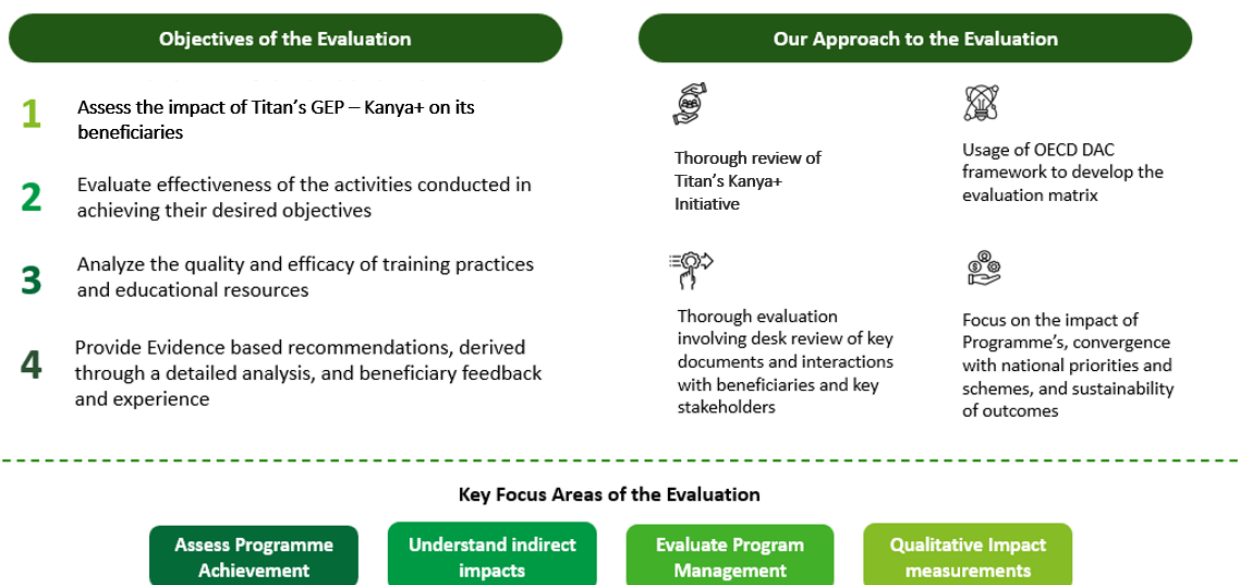 Objectives of the Evaluation
1
Assess the impact of Titan's GEP – Kanya+ on its
beneficiaries
2
Evaluate effectiveness of the activities conducted in
achieving their desired objectives
3
Analyze the quality and efficacy of training practices
and educational resources
4
Provide Evidence based recommendations, derived
through a detailed analysis, and beneficiary feedback
and experience
Our Approach to the Evaluation
Thorough review of
Titan's Kanya+
Initiative
Usage of OECD DAC
framework to develop the
evaluation matrix
Thorough evaluation
involving desk review of key
documents and interactions
with beneficiaries and key
stakeholders
Focus on the impact of
Programme's, convergence
with national priorities and
schemes, and sustainability
of outcomes
Key Focus Areas of the Evaluation
Assess Programme
Achievement
Understand indirect
impacts
Evaluate Program
Management
Qualitative Impact
measurements